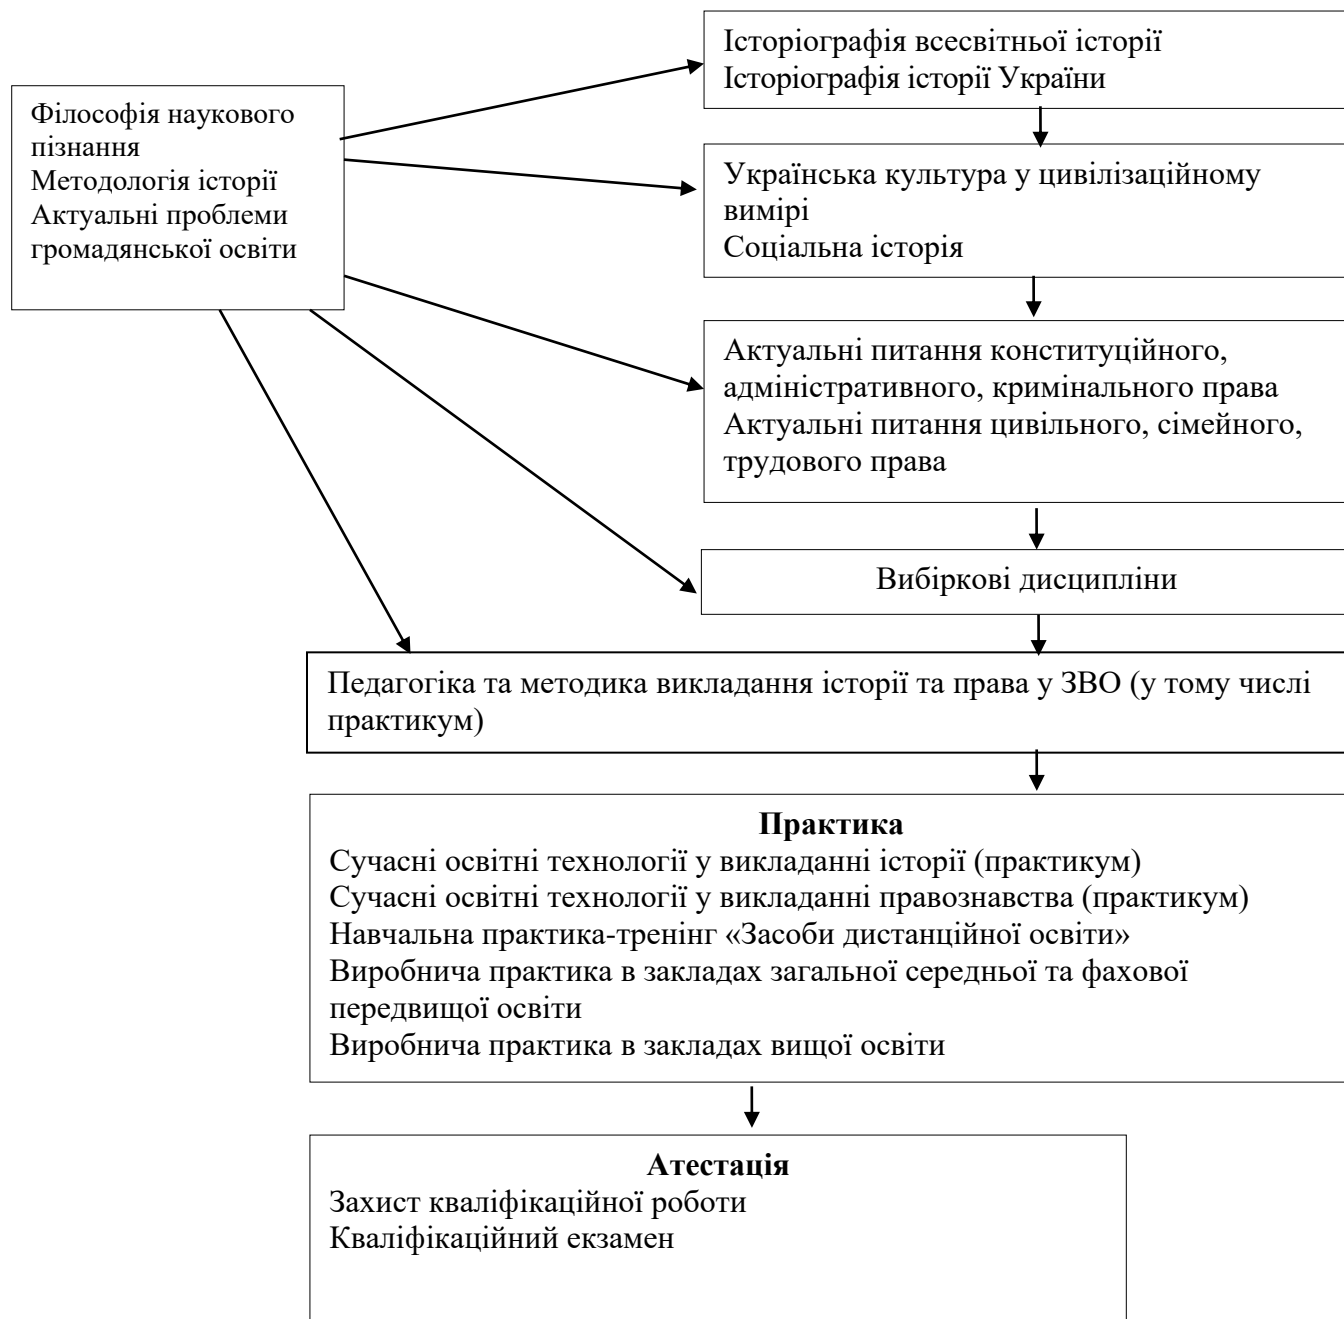 Історіографія всесвітньої історії
Історіографія історії України
Філософія наукового
пізнання
Методологія історії
Актуальні проблеми
громадянської освіти
Українська культура у цивілізаційному
вимірі
Соціальна історія
Актуальні питання конституційного,
адміністративного, кримінального права
Актуальні питання цивільного, сімейного,
трудового права
Вибіркові дисципліни
Педагогіка та методика викладання історії та права у ЗВО (у тому числі
практикум)
Практика
Сучасні освітні технології у викладанні історії (практикум)
Сучасні освітні технології у викладанні правознавства (практикум)
Навчальна практика-тренінг «Засоби дистанційної освіти»
Виробнича практика в закладах загальної середньої та фахової
передвищої освіти
Виробнича практика в закладах вищої освіти
Атестація
Захист кваліфікаційної роботи
Кваліфікаційний екзамен